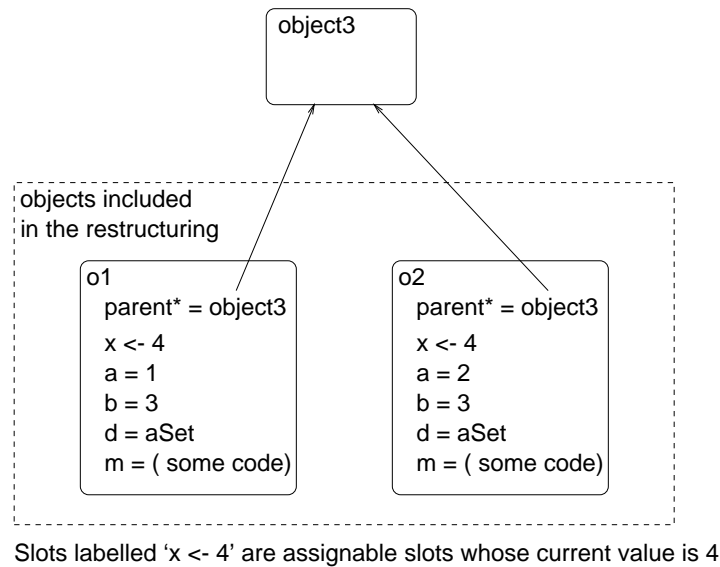 object3
objects included
in the restructuring
o1
parent* = object3
x <- 4
a = 1
b = 3
d = aSet
m = ( some code)
o2
parent* = object3
x <- 4
a = 2
b = 3
d = aSet
m = ( some code)
Slots labelled ‘x <- 4’ are assignable slots whose current value is 4